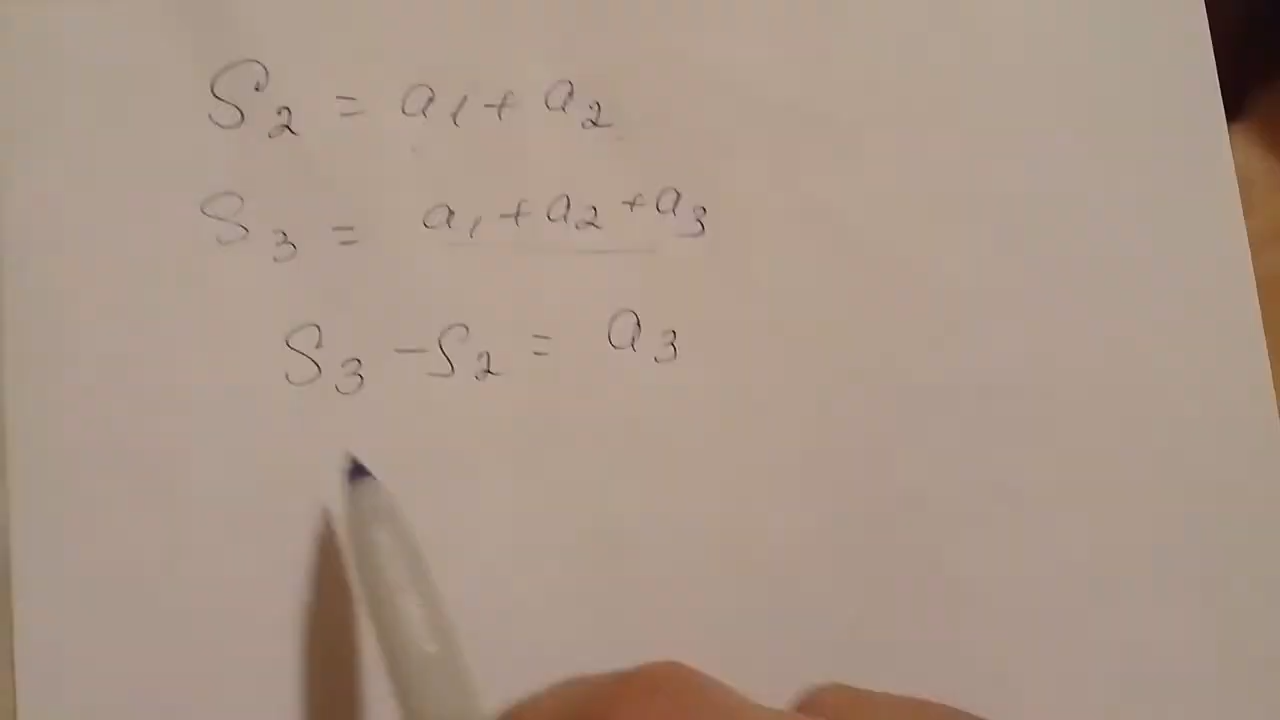 S₂ = a₁ + a₂
S₃ = a₁ + a₂ + a₃
S₃ - S₂ = a₃